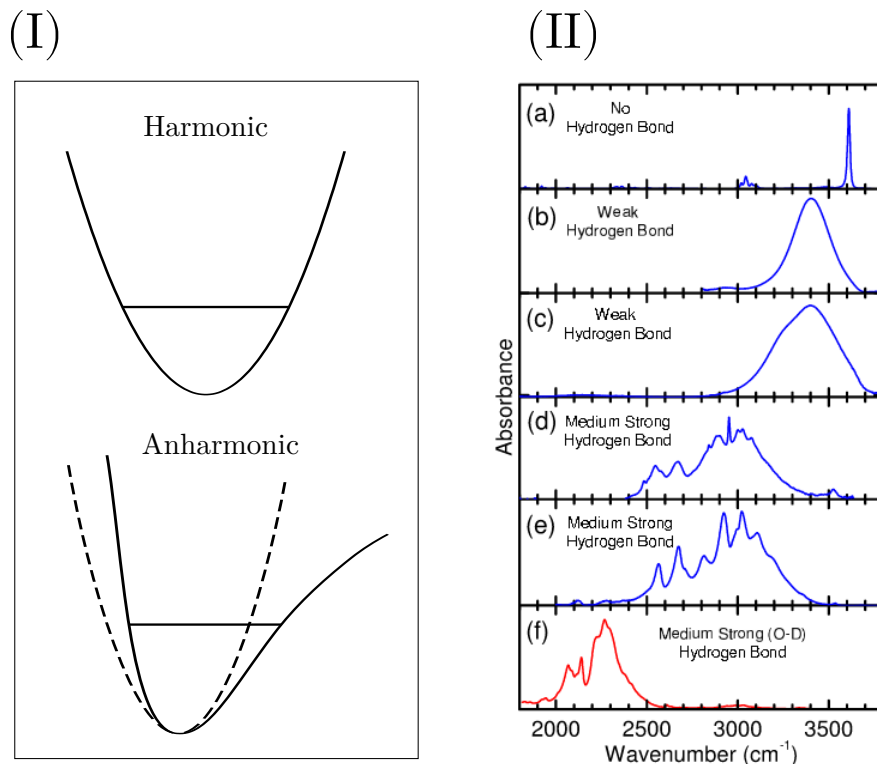 (I)
Harmonic
Anharmonic
(II)
(a)
No
Hydrogen Bond
(b)
Weak
Hydrogen Bond
(c)
Weak
Hydrogen Bond
(d)
Medium Strong
Hydrogen Bond
(e)
Medium Strong
Hydrogen Bond
(f)
Medium Strong (O-D)
Hydrogen Bond
Absorbance
2000 2500 3000 3500
Wavenumber (cm⁻¹)